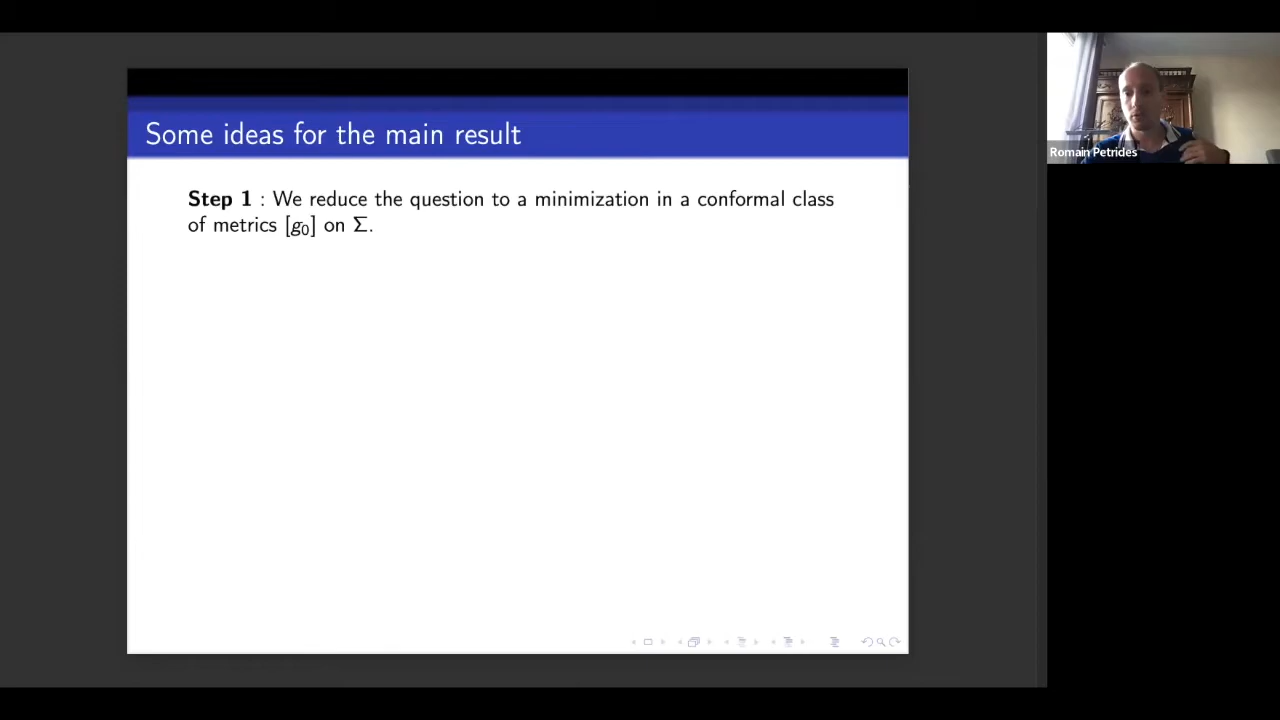 Some ideas for the main result
Step 1 : We reduce the question to a minimization in a conformal class
of metrics [g₀] on Σ.
Romain Petrides